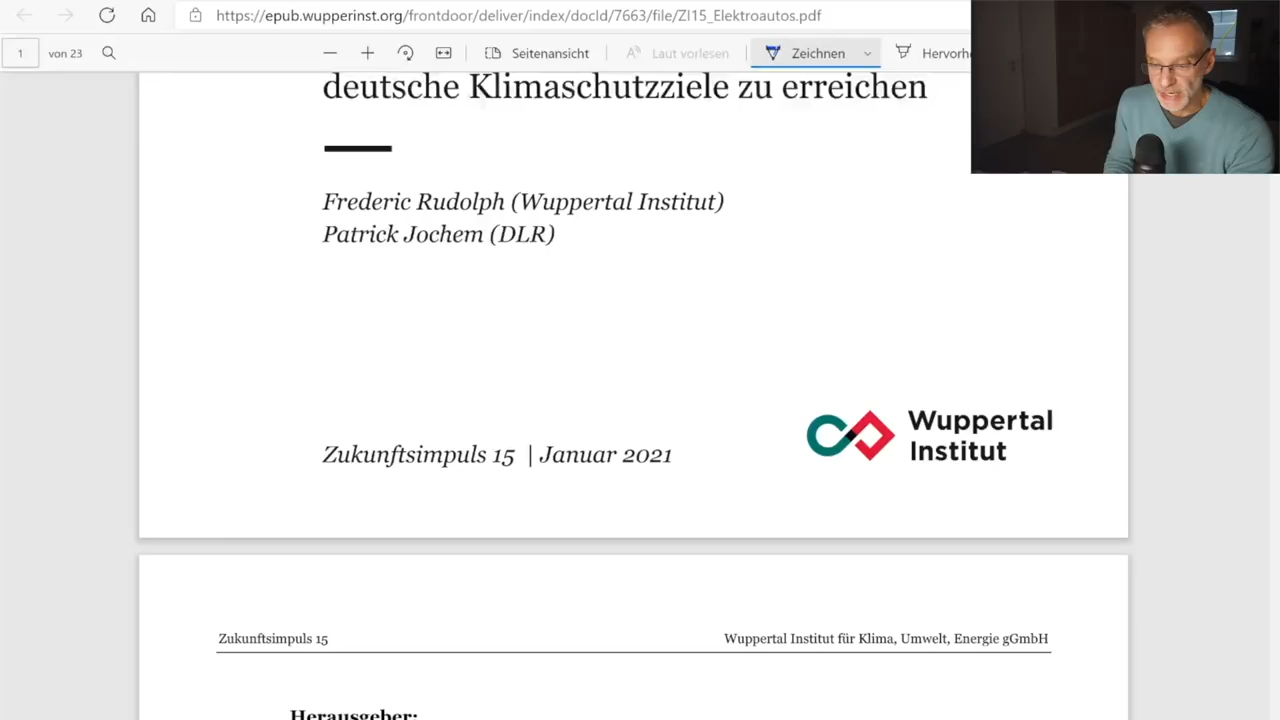 https://epub.wupperinst.org/frontdoor/deliver/index/docId/7663/file/ZI15_Elektroautos.pdf
1 von 23 Seitenansicht Laut vorlesen Zeichnen Hervorh
deutsche Klimaschutzziele zu erreichen
Frederic Rudolph (Wuppertal Institut)
Patrick Jochem (DLR)
Wuppertal
Institut
Zukunftsimpuls 15 | Januar 2021
Zukunftsimpuls 15 Wuppertal Institut für Klima, Umwelt, Energie gGmbH
Herausgeber: